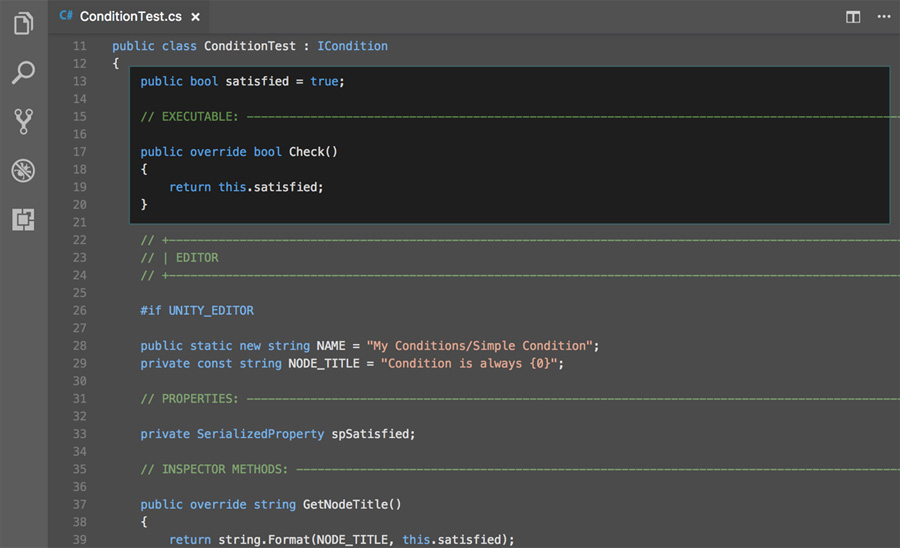 C# ConditionTest.cs ×
11 public class ConditionTest : ICondition
12 {
13 public bool satisfied = true;
14
15 // EXECUTABLE: ---------------------------------------------------------------------------------------------
16
17 public override bool Check()
18 {
19 return this.satisfied;
20 }
21
22 // +--------------------------------------------------------------------------------------------------------
23 // | EDITOR
24 // +--------------------------------------------------------------------------------------------------------
25
26 #if UNITY_EDITOR
27
28 public static new string NAME = "My Conditions/Simple Condition";
29 private const string NODE_TITLE = "Condition is always {0}";
30
31 // PROPERTIES: ---------------------------------------------------------------------------------------------
32
33 private SerializedProperty spSatisfied;
34
35 // INSPECTOR METHODS: --------------------------------------------------------------------------------------
36
37 public override string GetNodeTitle()
38 {
39 return string.Format(NODE_TITLE, this.satisfied);